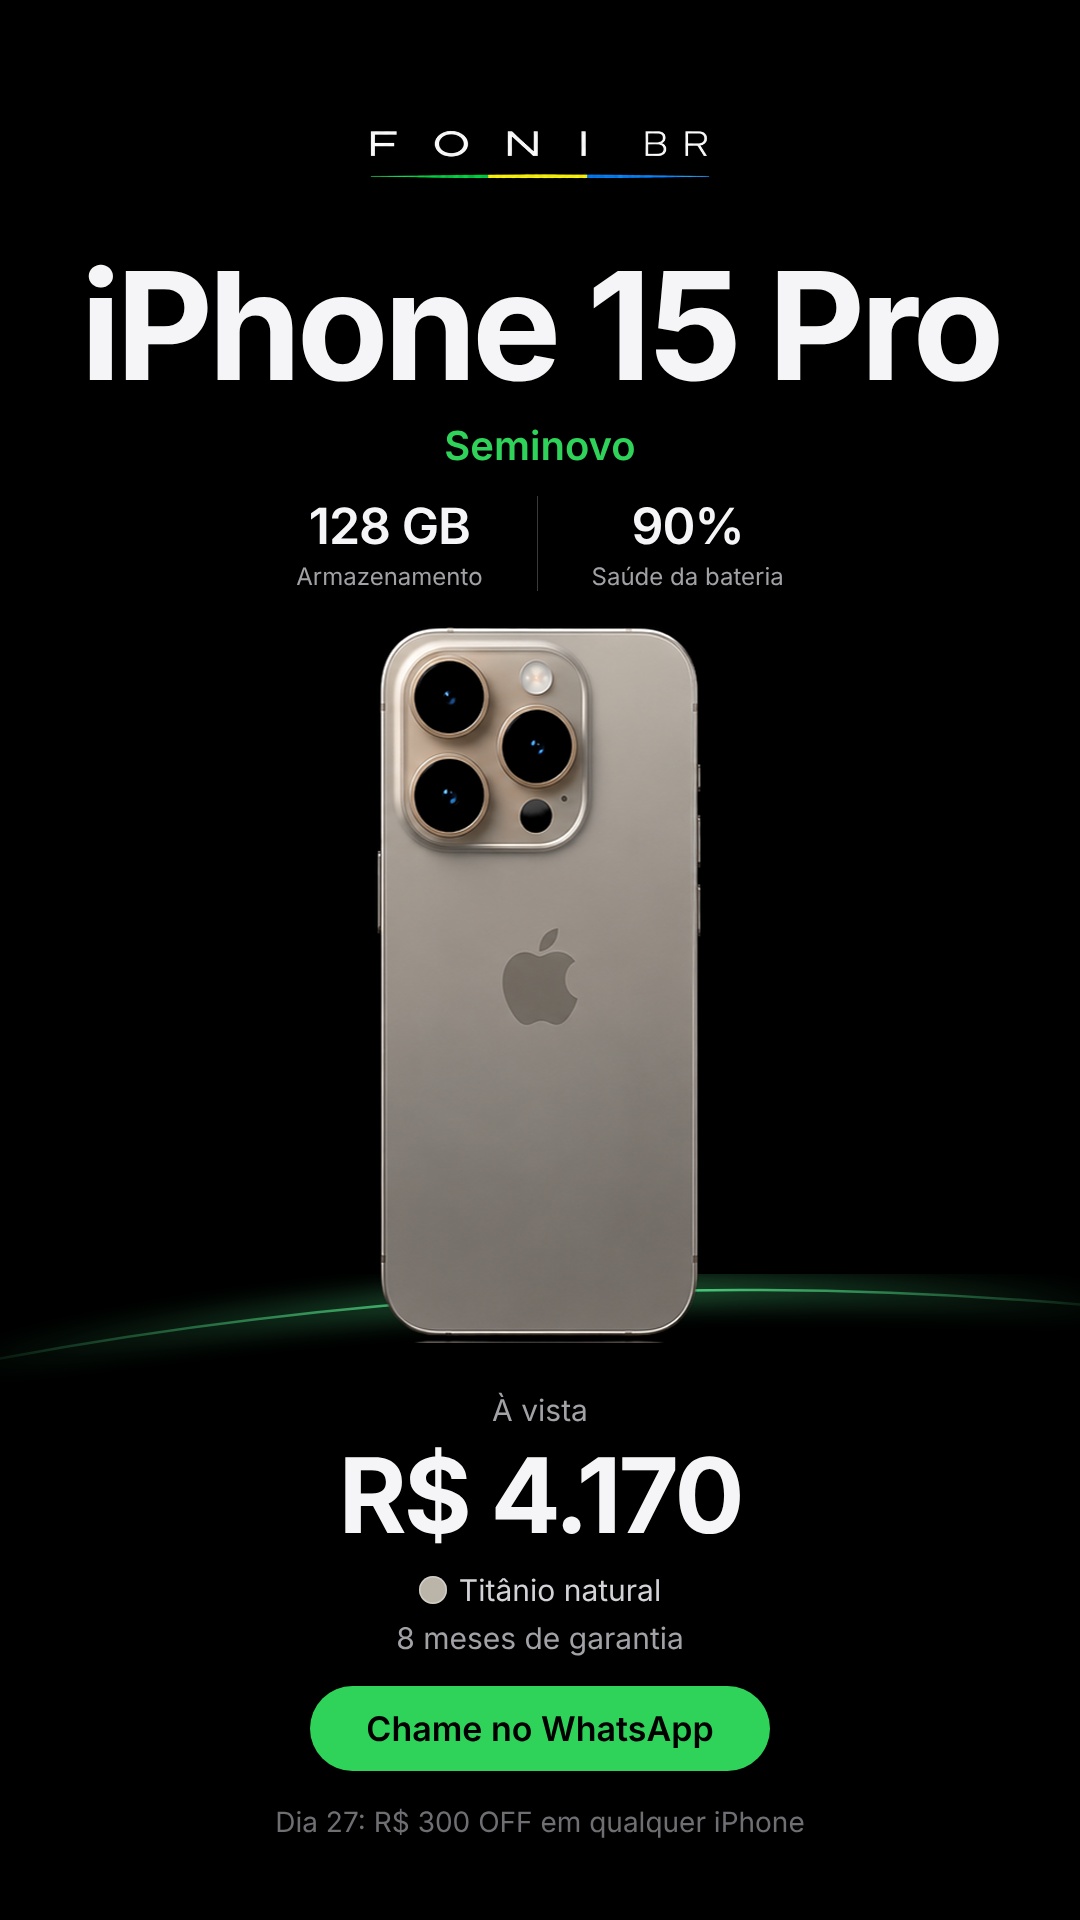 FONI BR
iPhone 15 Pro
Seminovo
128 GB
Armazenamento
90%
Saúde da bateria
À vista
R$ 4.170
Titânio natural
8 meses de garantia
Chame no WhatsApp
Dia 27: R$ 300 OFF em qualquer iPhone